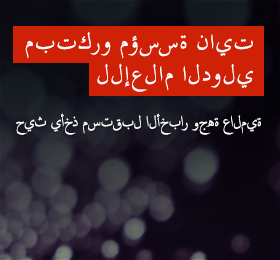 مبتكرو مؤسسة نايت
للإعلام الدولي
حيث يأخذ مستقبل الأخبار وجهة عالمية